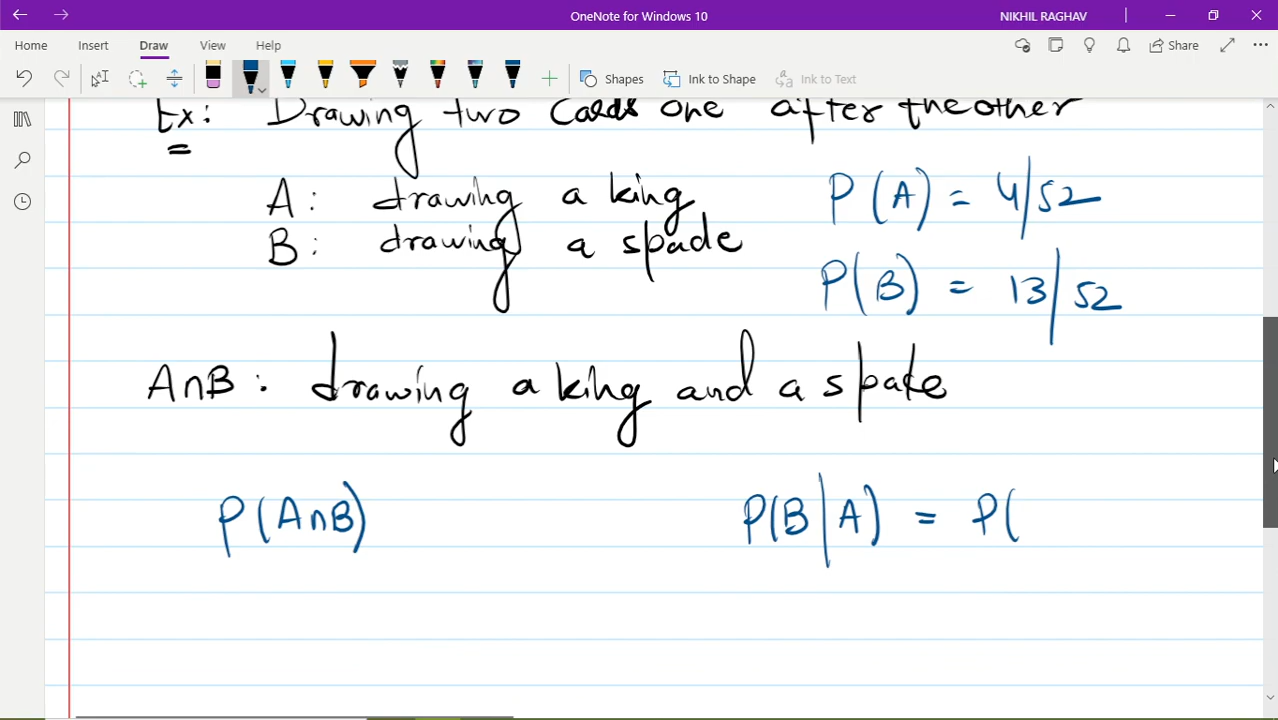 OneNote for Windows 10
NIKHIL RAGHAV
Home Insert Draw View Help
Share
Shapes
Ink to Shape
Ink to Text
Ex: Drawing two Cards one after the other
A: drawing a king
P(A) = 4/52
B: drawing a spade
P(B) = 13/52
A∩B: drawing a king and a spade
P(A∩B)
P(B|A) = P(